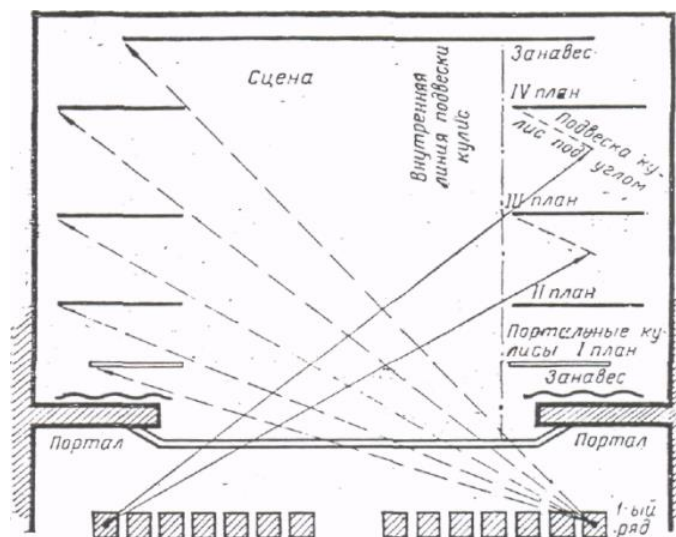 Занавес
Сцена
IV план
Внутренняя
линия подвески
кулис
Подвеска ку-
лис под углом
III план
II план
Портальные ку-
лисы I план
Занавес
Портал
Портал
1-ый
ряд